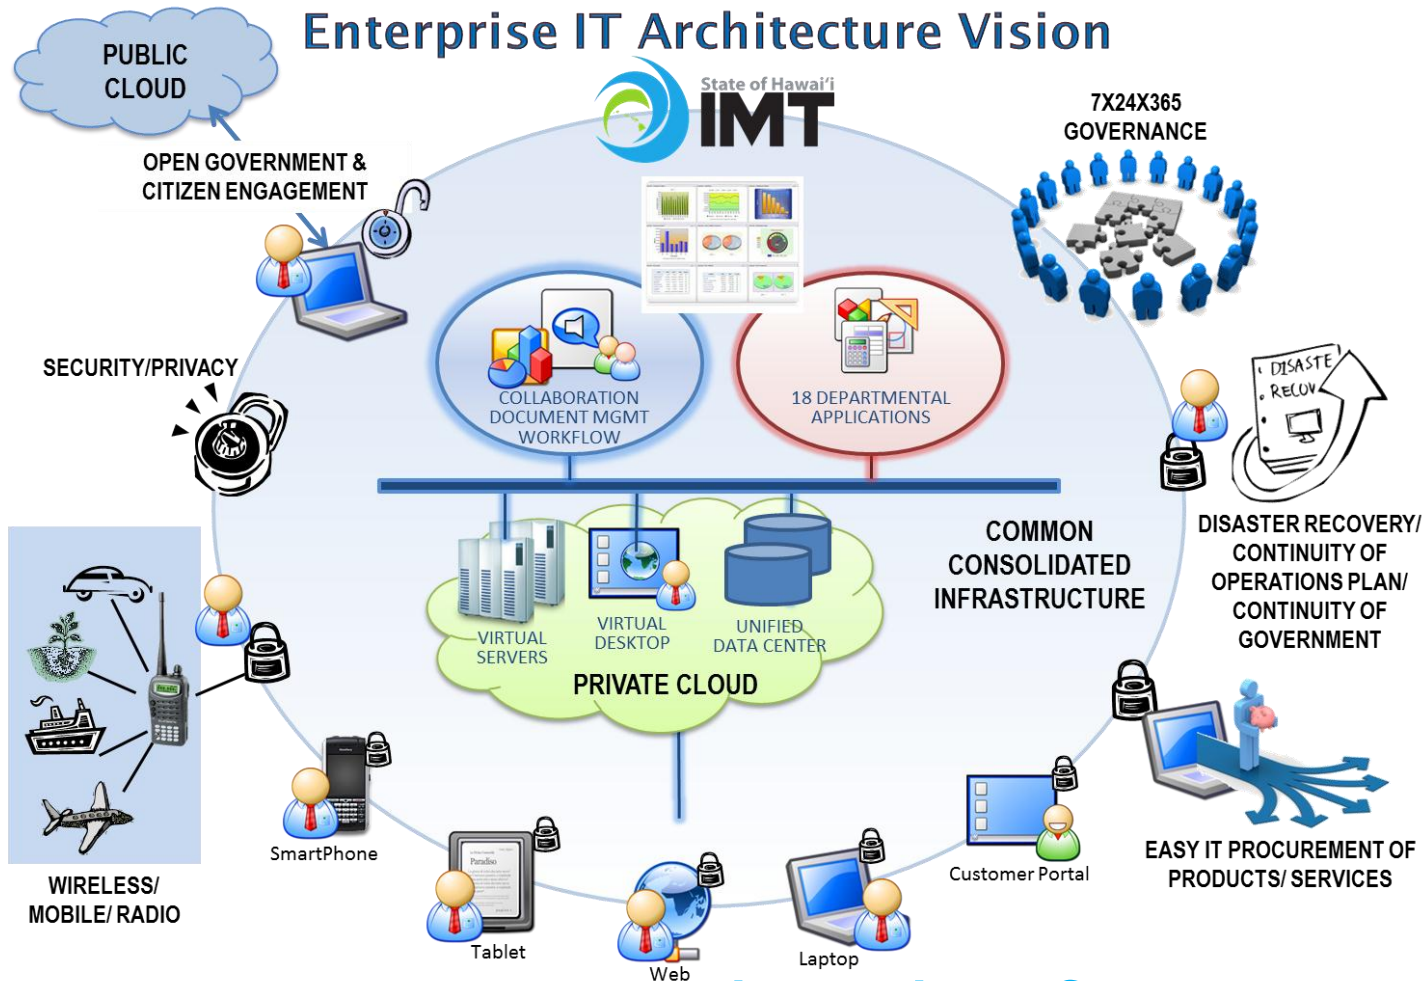 Enterprise IT Architecture Vision
PUBLIC
CLOUD
State of Hawai‘i
IMT
7X24X365
GOVERNANCE
OPEN GOVERNMENT &
CITIZEN ENGAGEMENT
SECURITY/PRIVACY
COLLABORATION
DOCUMENT MGMT
WORKFLOW
18 DEPARTMENTAL
APPLICATIONS
DISASTE
RECOV
COMMON
CONSOLIDATED
INFRASTRUCTURE
DISASTER RECOVERY/
CONTINUITY OF
OPERATIONS PLAN/
CONTINUITY OF
GOVERNMENT
VIRTUAL
SERVERS
VIRTUAL
DESKTOP
UNIFIED
DATA CENTER
PRIVATE CLOUD
WIRELESS/
MOBILE/ RADIO
SmartPhone
Paradiso
Tablet
Web
Laptop
Customer Portal
EASY IT PROCUREMENT OF
PRODUCTS/ SERVICES